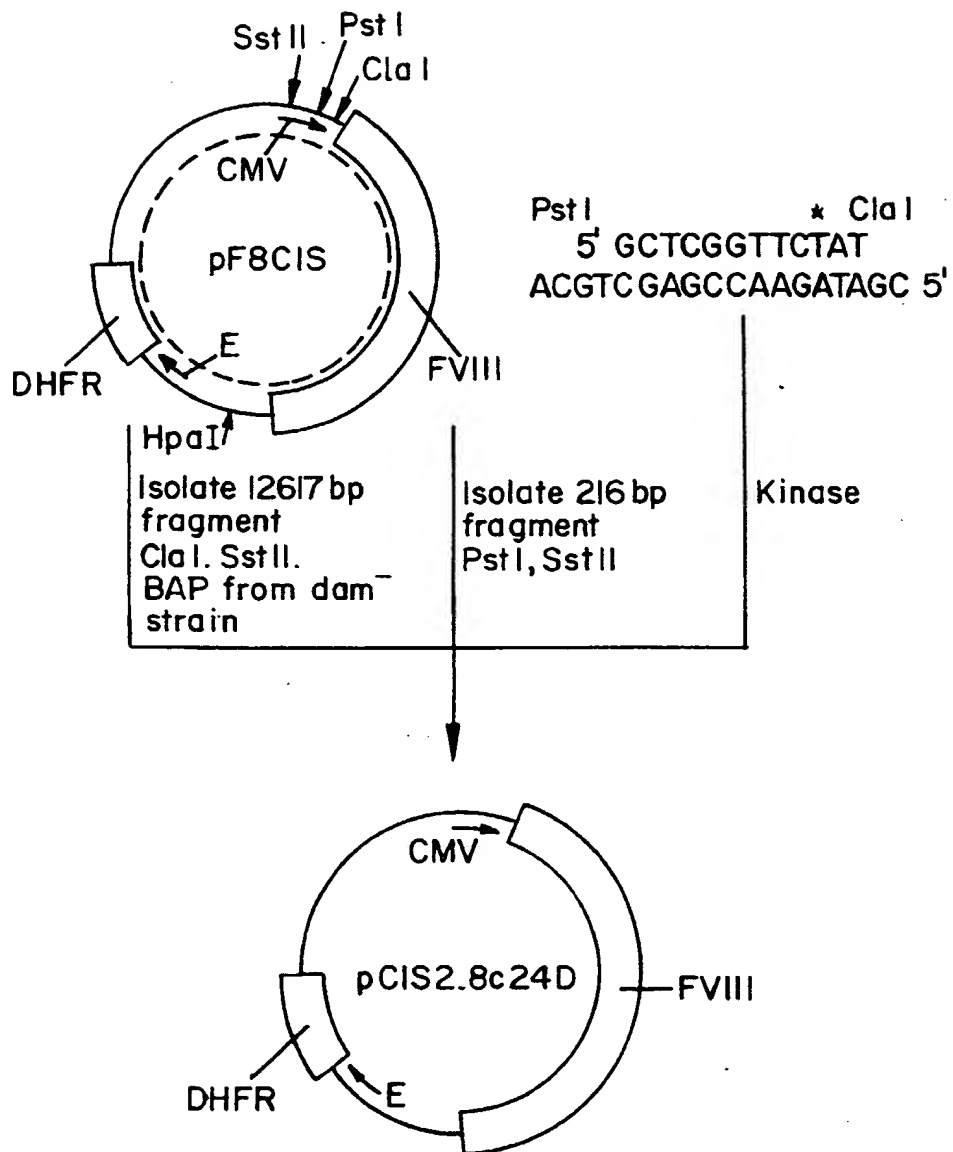 Sst II
Pst I
Cla I
CMV
pF8CIS
E
DHFR
FVIII
HpaI
Pst I * Cla I
5' GCTCGGTTCTAT
ACGTCGAGCCAAGATAGC 5'
Isolate 12617 bp
fragment
Cla I. Sst II.
BAP from dam⁻
strain
Isolate 216 bp
fragment
Pst I, Sst II
Kinase
CMV
pCIS2.8c24D
FVIII
DHFR
E